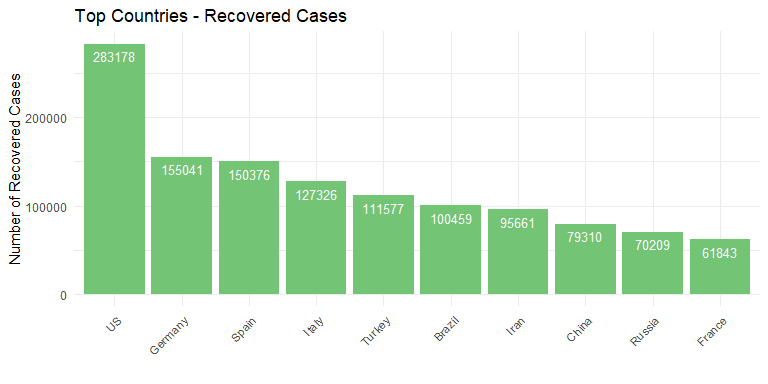 Top Countries - Recovered Cases
Number of Recovered Cases
200000
100000
0
283178
155041
150376
127326
111577
100459
95661
79310
70209
61843
US
Germany
Spain
Italy
Turkey
Brazil
Iran
China
Russia
France